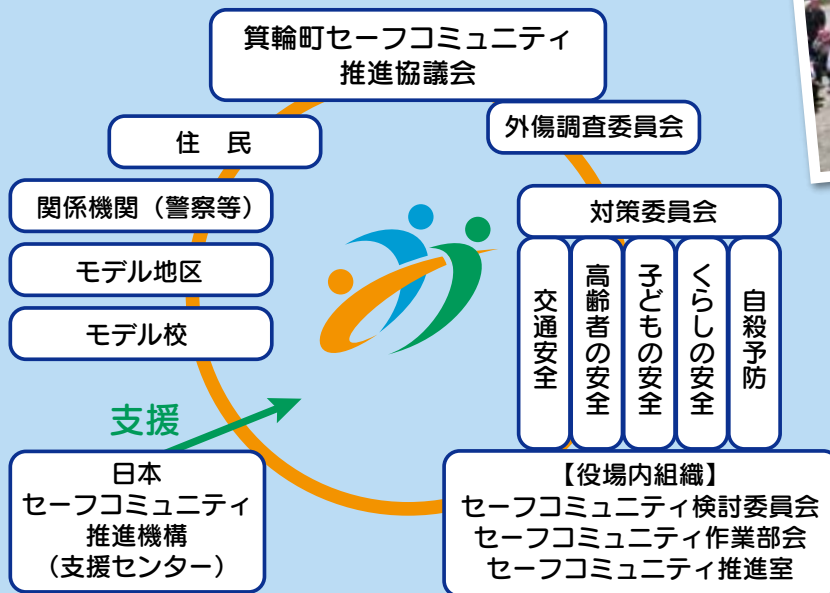 箕輪町セーフコミュニティ
推進協議会
外傷調査委員会
住　民
関係機関（警察等）
モデル地区
モデル校
対策委員会
交通安全
高齢者の安全
子どもの安全
くらしの安全
自殺予防
支援
日本
セーフコミュニティ
推進機構
（支援センター）
【役場内組織】
セーフコミュニティ検討委員会
セーフコミュニティ作業部会
セーフコミュニティ推進室